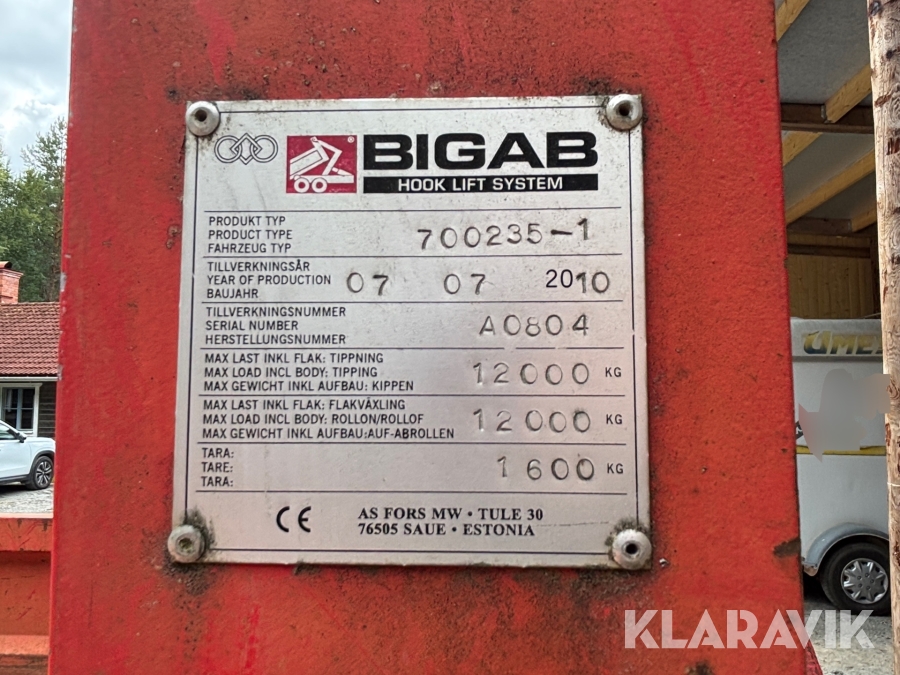 BIGAB
HOOK LIFT SYSTEM
PRODUKT TYP
PRODUCT TYPE
FAHRZEUG TYP
700235-1
TILLVERKNINGSÅR
YEAR OF PRODUCTION
BAUJAHR
07 07 2010
TILLVERKNINGSNUMMER
SERIAL NUMBER
HERSTELLUNGSNUMMER
A0804
MAX LAST INKL FLAK: TIPPNING
MAX LOAD INCL BODY: TIPPING
MAX GEWICHT INKL AUFBAU: KIPPEN
12000 KG
MAX LAST INKL FLAK: FLAKVÄXLING
MAX LOAD INCL BODY: ROLLON/ROLLOF
MAX GEWICHT INKL AUFBAU:AUF-ABROLLEN
12000 KG
TARA:
TARE:
TARA:
1600 KG
CE
AS FORS MW · TULE 30
76505 SAUE · ESTONIA
KLARAVIK